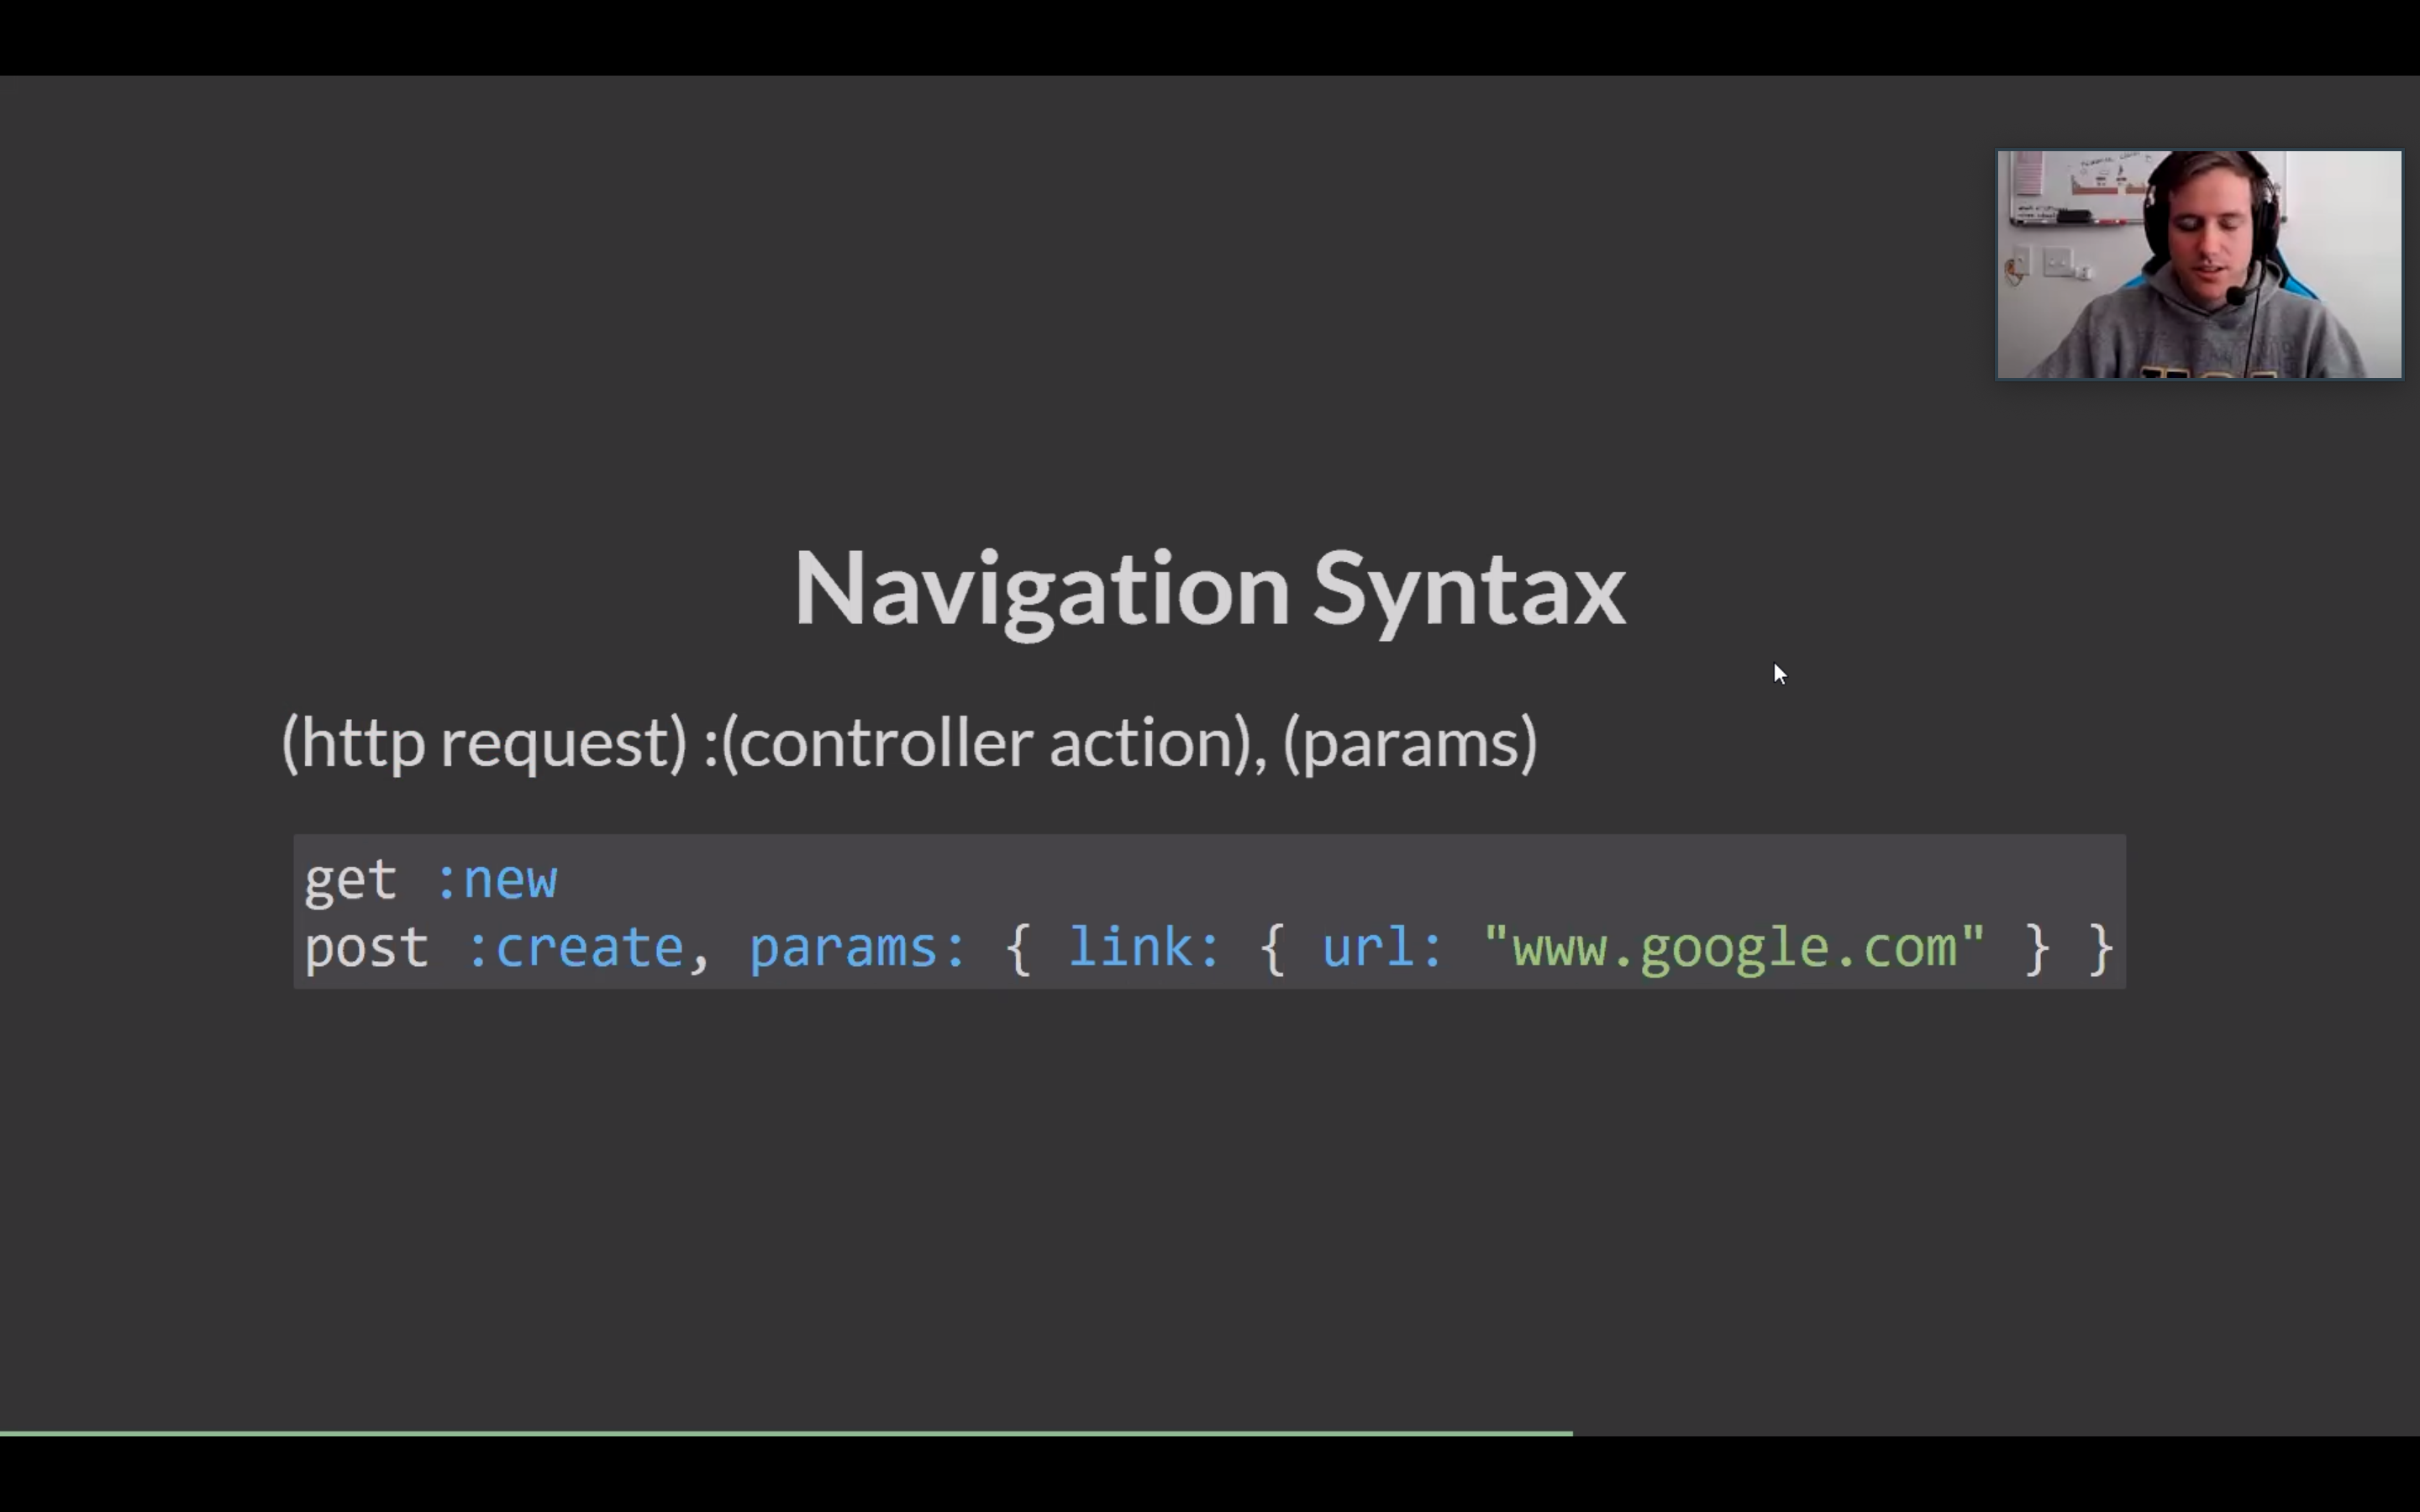 Navigation Syntax
(http request) :(controller action), (params)
get :new
post :create, params: { link: { url: "www.google.com" } }